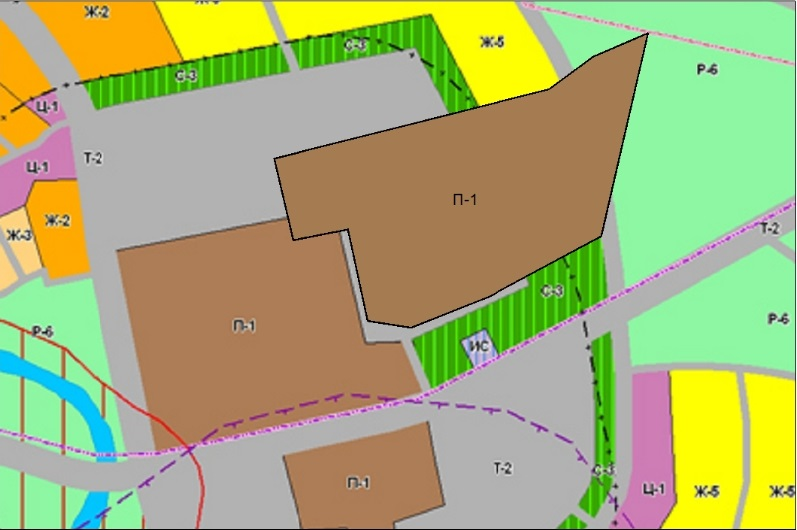 Ж-2
С-3
Ж-5
С-3
Р-6
Ц-1
Т-2
Ц-1
П-1
Ж-2
Ж-3
Т-2
С-3
П-1
Р-6
Р-6
ИС
Т-2
С-3
П-1
Ц-1
Ж-5
Ж-5